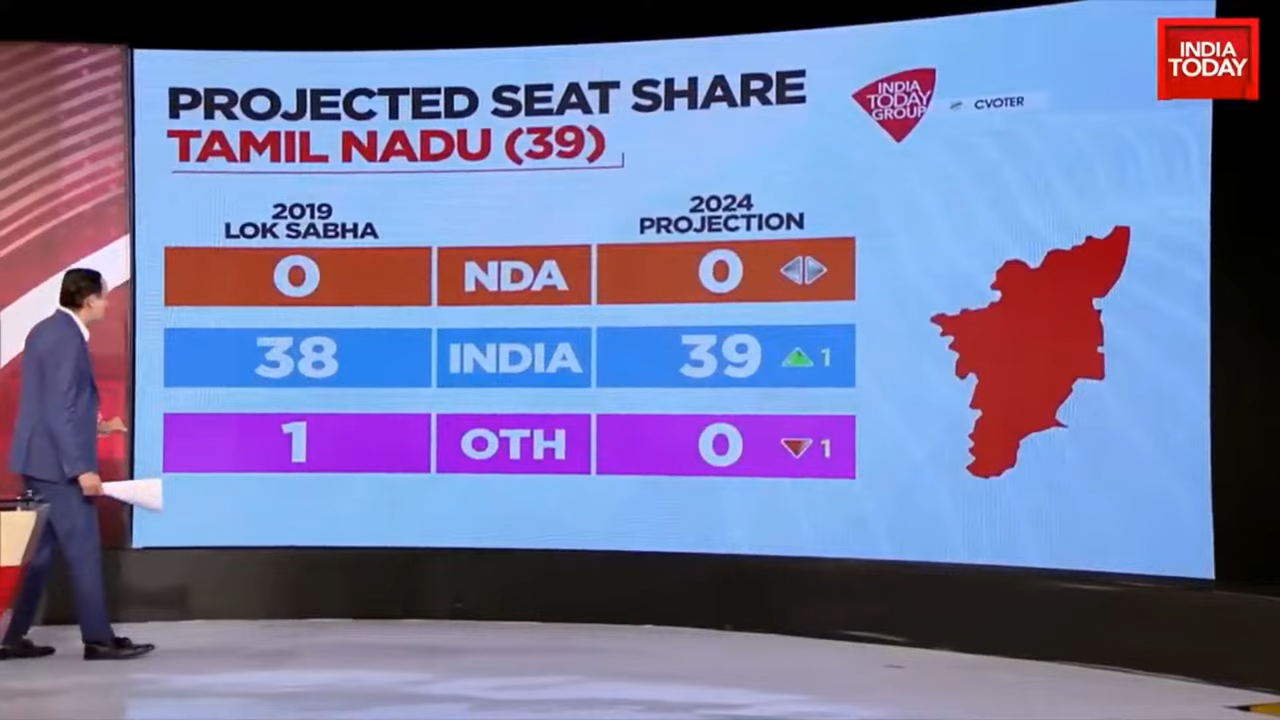 INDIA
TODAY
PROJECTED SEAT SHARE
TAMIL NADU (39)
INDIA
TODAY
GROUP
CVOTER
2019
LOK SABHA
2024
PROJECTION
0 NDA 0
38 INDIA 39 1
1 OTH 0 1